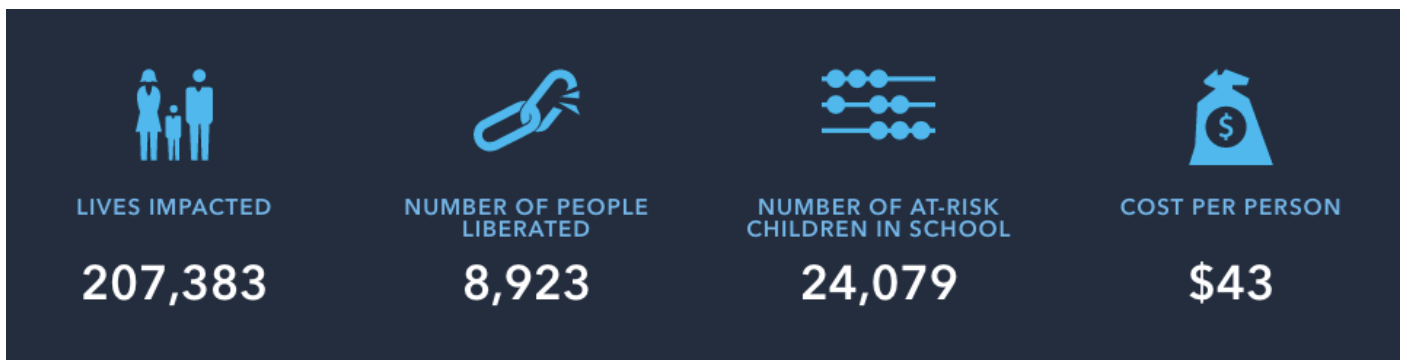 $
LIVES IMPACTED
207,383
NUMBER OF PEOPLE
LIBERATED
8,923
NUMBER OF AT-RISK
CHILDREN IN SCHOOL
24,079
COST PER PERSON
$43